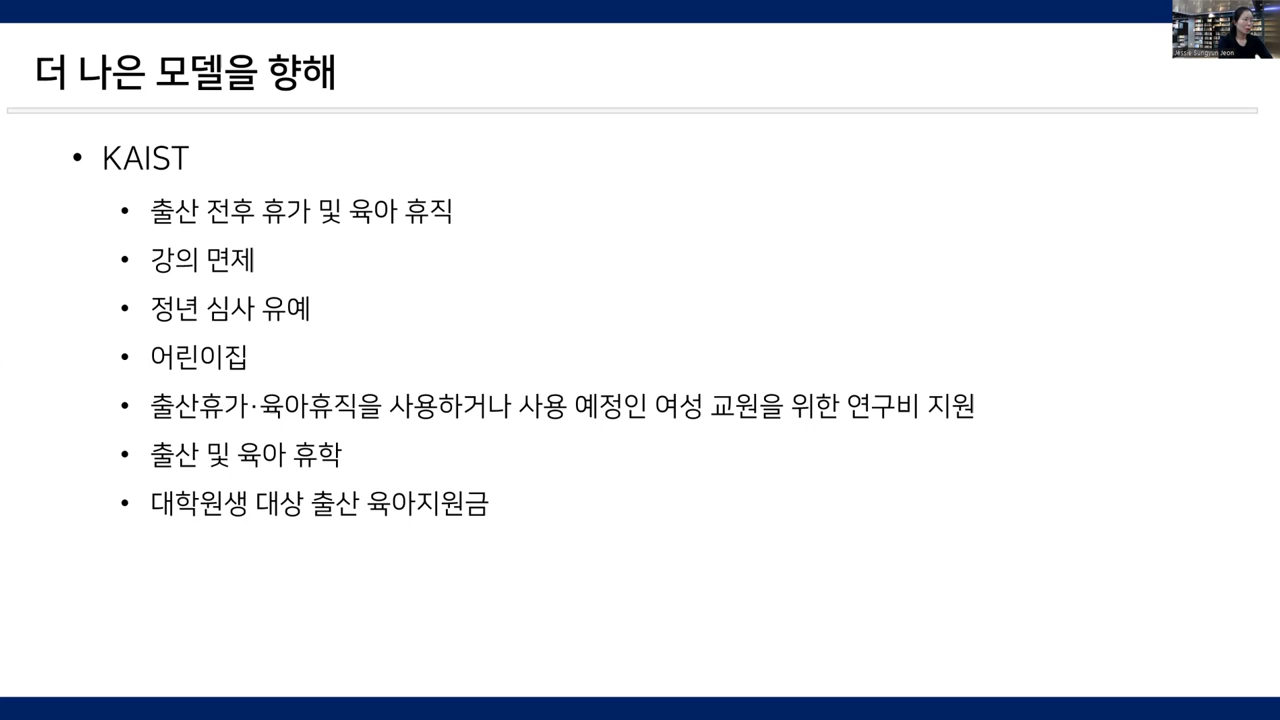 더 나은 모델을 향해
Jessie Sungyun Jeon
• KAIST
• 출산 전후 휴가 및 육아 휴직
• 강의 면제
• 정년 심사 유예
• 어린이집
• 출산휴가·육아휴직을 사용하거나 사용 예정인 여성 교원을 위한 연구비 지원
• 출산 및 육아 휴학
• 대학원생 대상 출산 육아지원금